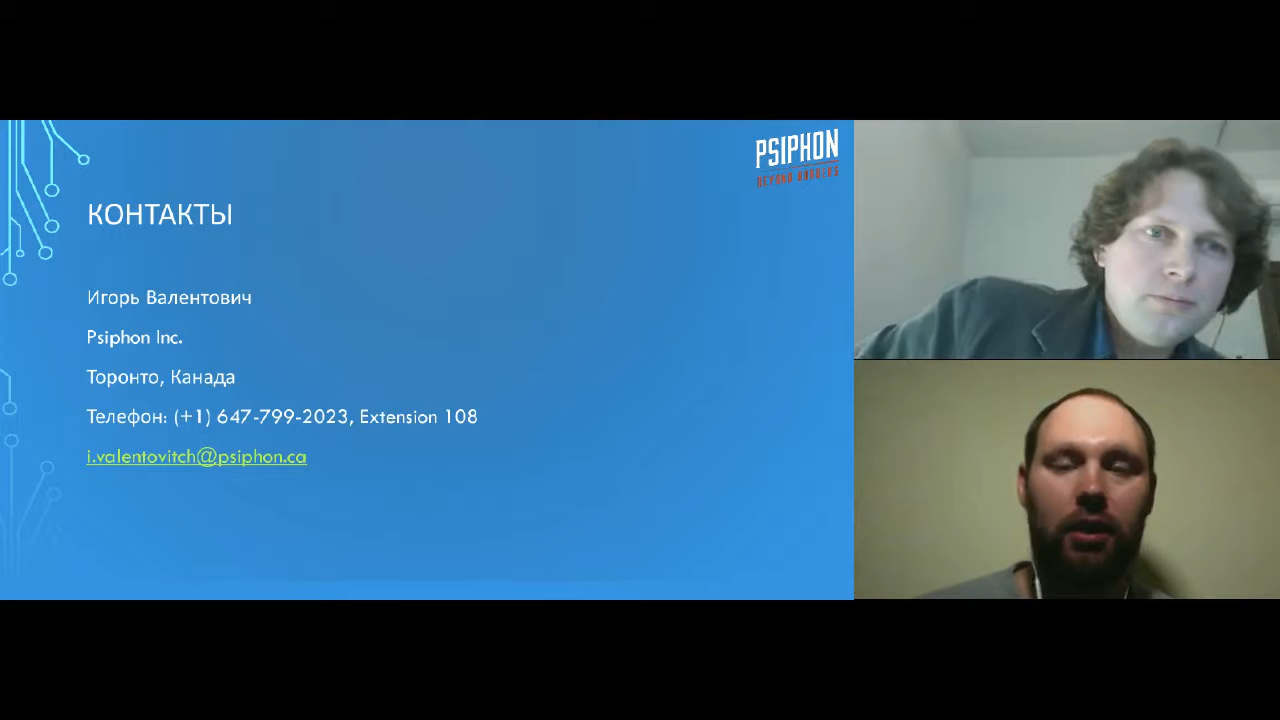 PSIPHON
BEYOND BORDERS
КОНТАКТЫ
Игорь Валентович
Psiphon Inc.
Торонто, Канада
Телефон: (+1) 647-799-2023, Extension 108
i.valentovitch@psiphon.ca